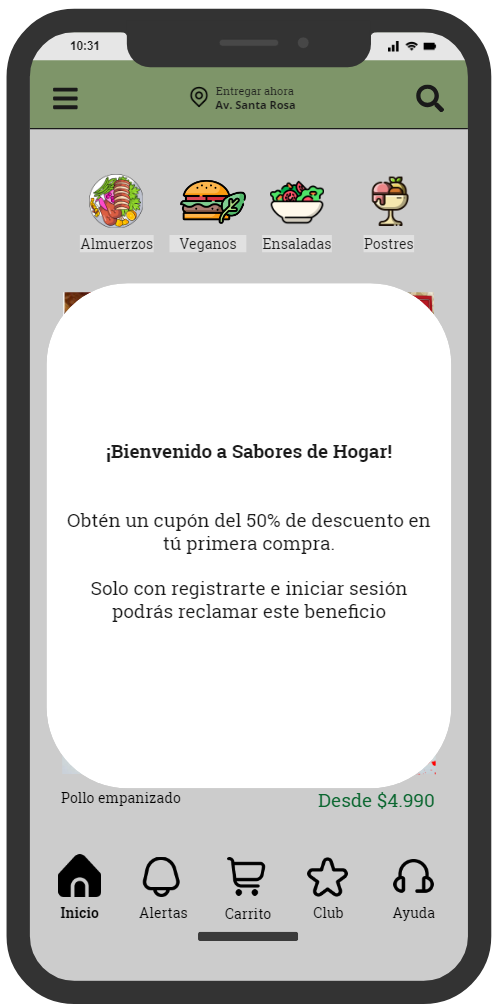 10:31
Entregar ahora
Av. Santa Rosa
Almuerzos Veganos Ensaladas Postres
¡Bienvenido a Sabores de Hogar!
Obtén un cupón del 50% de descuento en
tú primera compra.
Solo con registrarte e iniciar sesión
podrás reclamar este beneficio
Pollo empanizado Desde $4.990
Inicio Alertas Carrito Club Ayuda